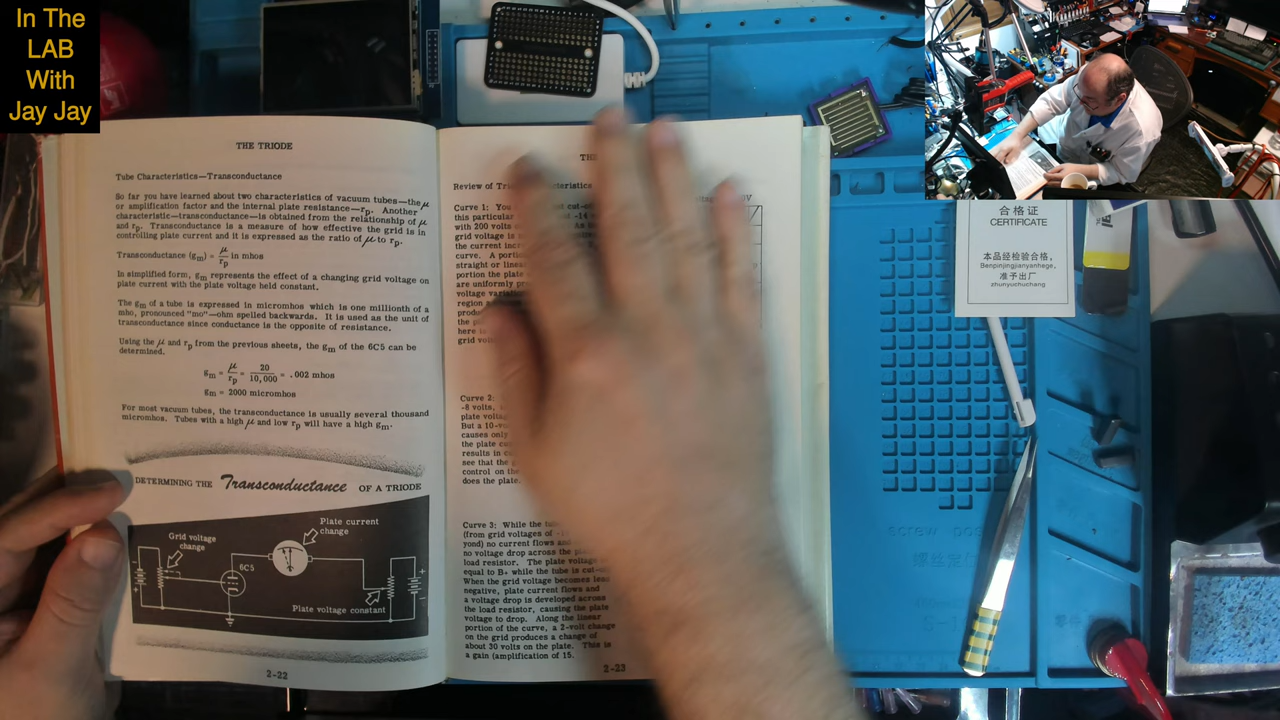 In The
LAB
With
Jay Jay
THE TRIODE
Tube Characteristics—Transconductance
So far you have learned about two characteristics of vacuum tubes—the μ
or amplification factor and the internal plate resistance—rp. Another
characteristic—transconductance—is obtained from the relationship of μ
and rp. Transconductance is a measure of how effective the grid is in
controlling plate current and it is expressed as the ratio of μ to rp.
Transconductance (gm) = μ/rp in mhos
In simplified form, gm represents the effect of a changing grid voltage on
plate current with the plate voltage held constant.
The gm of a tube is expressed in micromhos which is one millionth of a
mho, pronounced "mo"—ohm spelled backwards. It is used as the unit of
transconductance since conductance is the opposite of resistance.
Using the μ and rp from the previous sheets, the gm of the 6C5 can be
determined.
gm = μ/rp = 20/10,000 = .002 mhos
gm = 2000 micromhos
For most vacuum tubes, the transconductance is usually several thousand
micromhos. Tubes with a high μ and low rp will have a high gm.
DETERMINING THE Transconductance OF A TRIODE
Plate current
change
Grid voltage
change
6C5
Plate voltage constant
2-22
Review of
Curve 1:
this particular
with 200 volts
grid voltage is
the current
curve. A
straight or
portion the plate
are uniformly
voltage
region
the
here is
grid
Curve 2:
-8 volts,
plate
But a 10-
causes only
the plate
results in
see that the
control on the
does the plate.
Curve 3: While the
(from grid voltages of
yond) no current flows and
no voltage drop across the
load resistor. The plate
equal to B+ while the tube is cut-
When the grid voltage becomes less
negative, plate current flows and
a voltage drop is developed across
the load resistor, causing the plate
voltage to drop. Along the linear
portion of the curve, a 2-volt change
on the grid produces a change of
about 30 volts on the plate. This is
a gain (amplification of 15.
2-23
合格证
CERTIFICATE
本品经检验合格。
Benpinjingjianyanhege,
准予出厂
zhunyuchuchang
screw
螺丝定位